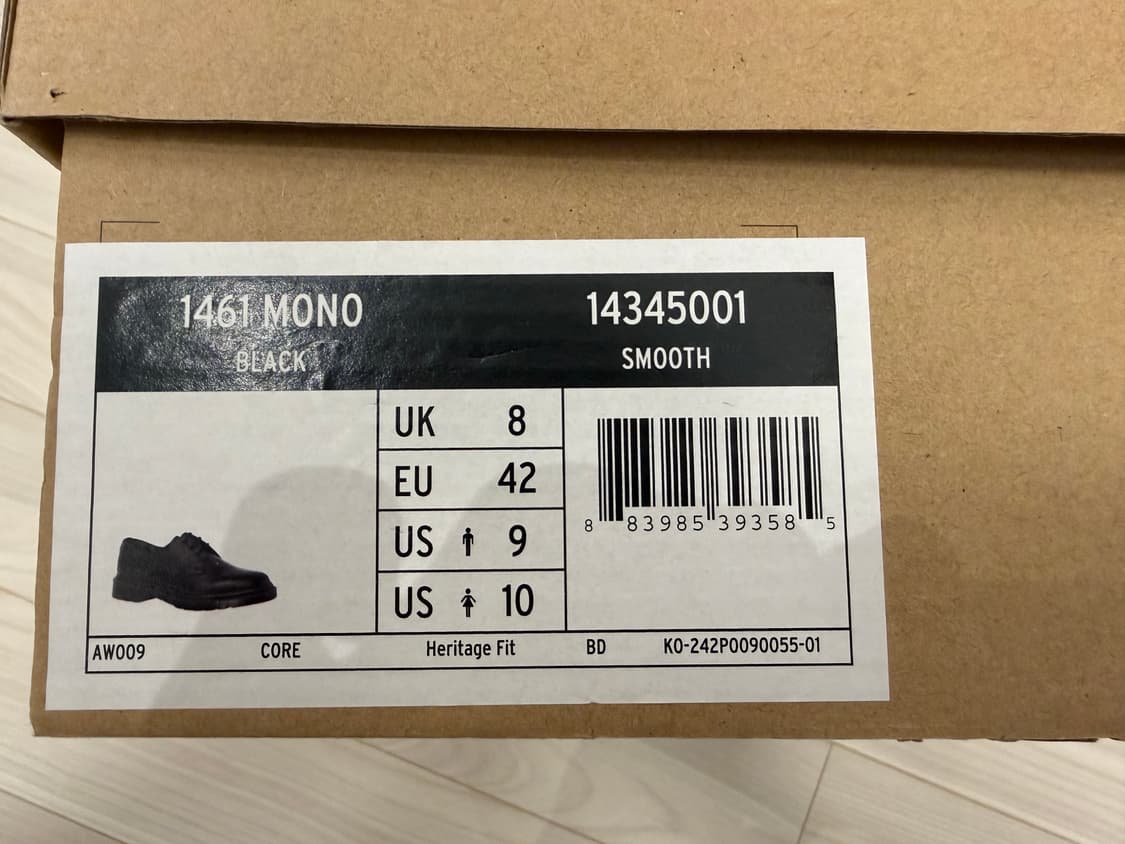 1461 MONO 14345001
BLACK SMOOTH
UK 8
EU 42
US 9
US 10
8 83985 39358 5
AW009 CORE Heritage Fit BD KO-242P0090055-01